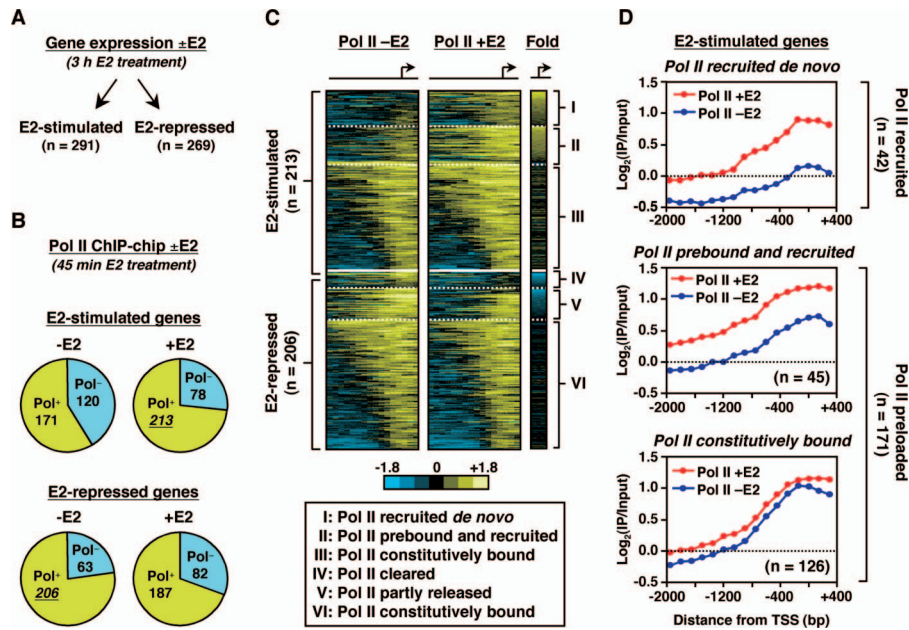 A
Gene expression ±E2
(3 h E2 treatment)
E2-stimulated
(n = 291)
E2-repressed
(n = 269)
B
Pol II ChIP-chip ±E2
(45 min E2 treatment)
E2-stimulated genes
-E2
+E2
Pol⁺
171
Pol⁻
120
Pol⁺
213
Pol⁻
78
E2-repressed genes
-E2
+E2
Pol⁺
206
Pol⁻
63
Pol⁺
187
Pol⁻
82
C
Pol II –E2
Pol II +E2
Fold
E2-stimulated
(n = 213)
E2-repressed
(n = 206)
I
II
III
IV
V
VI
-1.8
0
+1.8
I: Pol II recruited de novo
II: Pol II prebound and recruited
III: Pol II constitutively bound
IV: Pol II cleared
V: Pol II partly released
VI: Pol II constitutively bound
D
E2-stimulated genes
Pol II recruited de novo
Log₂(IP/Input)
1.5
1.0
0.5
0.0
-0.5
Pol II +E2
Pol II –E2
-2000
-1200
-400
+400
Pol II recruited
(n = 42)
Pol II prebound and recruited
Log₂(IP/Input)
1.5
1.0
0.5
0.0
-0.5
Pol II +E2
Pol II –E2
(n = 45)
-2000
-1200
-400
+400
Pol II constitutively bound
Log₂(IP/Input)
1.5
1.0
0.5
0.0
-0.5
Pol II +E2
Pol II –E2
(n = 126)
-2000
-1200
-400
+400
Distance from TSS (bp)
Pol II preloaded
(n = 171)